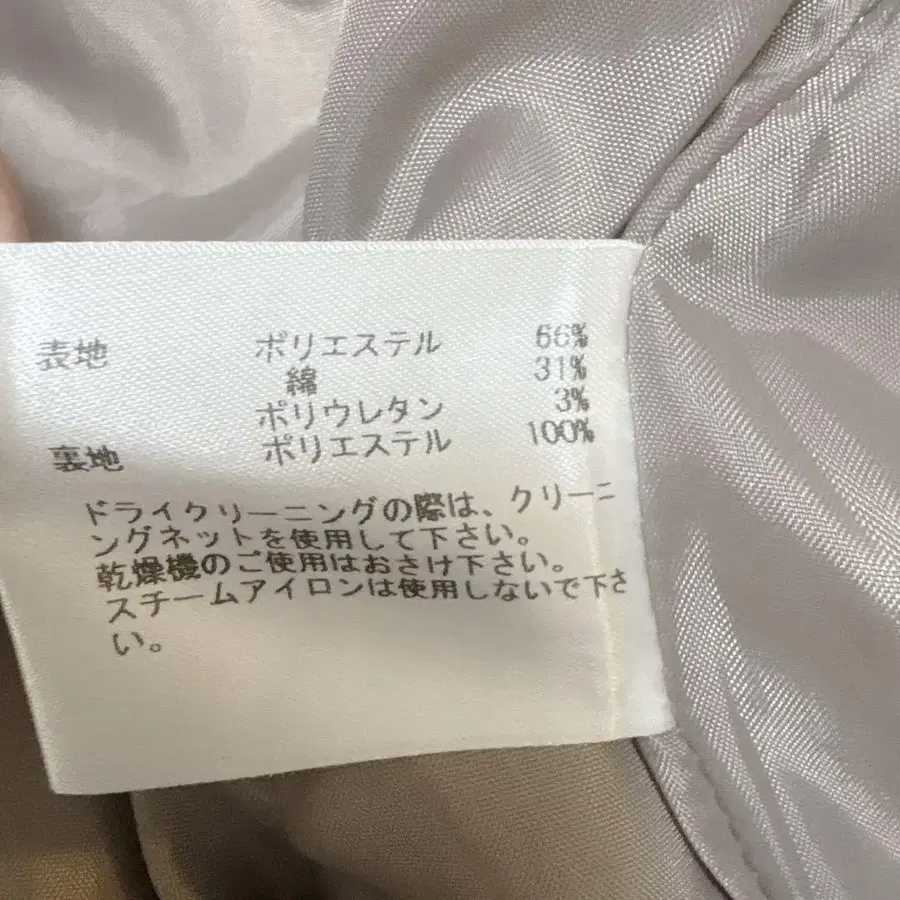 表地 ポリエステル 66%
綿 31%
ポリウレタン 3%
裏地 ポリエステル 100%
ドライクリーニングの際は、クリーニ
ングネットを使用して下さい。
乾燥機のご使用はおさけ下さい。
スチームアイロンは使用しないで下さ
い。